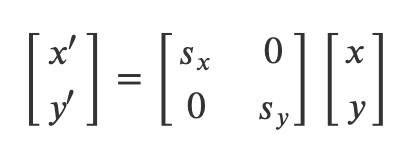 [x′] = [s_x 0] [x]
[y′]   [0 s_y] [y]